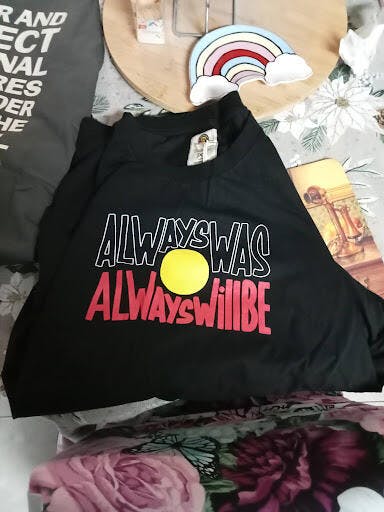 R AND
ECT
NAL
RES
DER
HE
ALWAYS WAS
ALWAYS Will BE